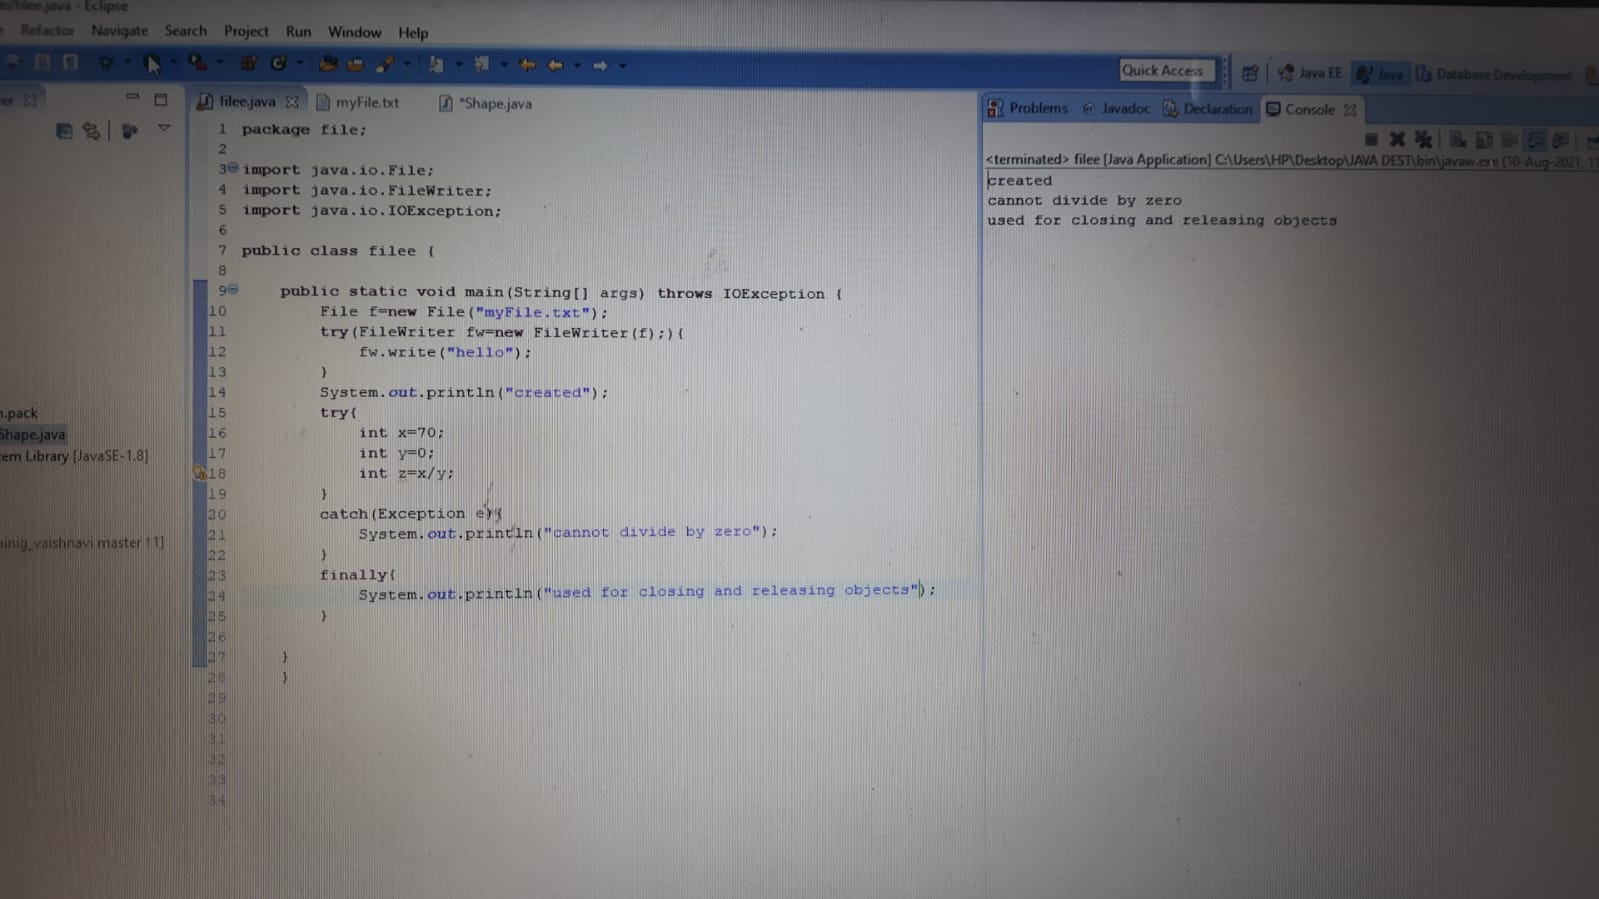 filee.java - Eclipse
Refactor Navigate Search Project Run Window Help
Quick Access Java EE Java Database Development
filee.java myFile.txt *Shape.java
Problems @ Javadoc Declaration Console
<terminated> filee [Java Application] C:\Users\HP\Desktop\JAVA DEST\bin\javaw.exe (10-Aug-2021, 11
created
cannot divide by zero
used for closing and releasing objects
1 package file;
2
3 import java.io.File;
4 import java.io.FileWriter;
5 import java.io.IOException;
6
7 public class filee {
8
9 public static void main(String[] args) throws IOException {
10 File f=new File("myFile.txt");
11 try(FileWriter fw=new FileWriter(f);){
12 fw.write("hello");
13 }
14 System.out.println("created");
15 try{
16 int x=70;
17 int y=0;
18 int z=x/y;
19 }
20 catch(Exception e){
21 System.out.println("cannot divide by zero");
22 }
23 finally{
24 System.out.println("used for closing and releasing objects");
25 }
26
27 }
28 }
29
30
31
32
33
34
.pack
Shape.java
em Library [JavaSE-1.8]
ainig_vaishnavi master ↑1]